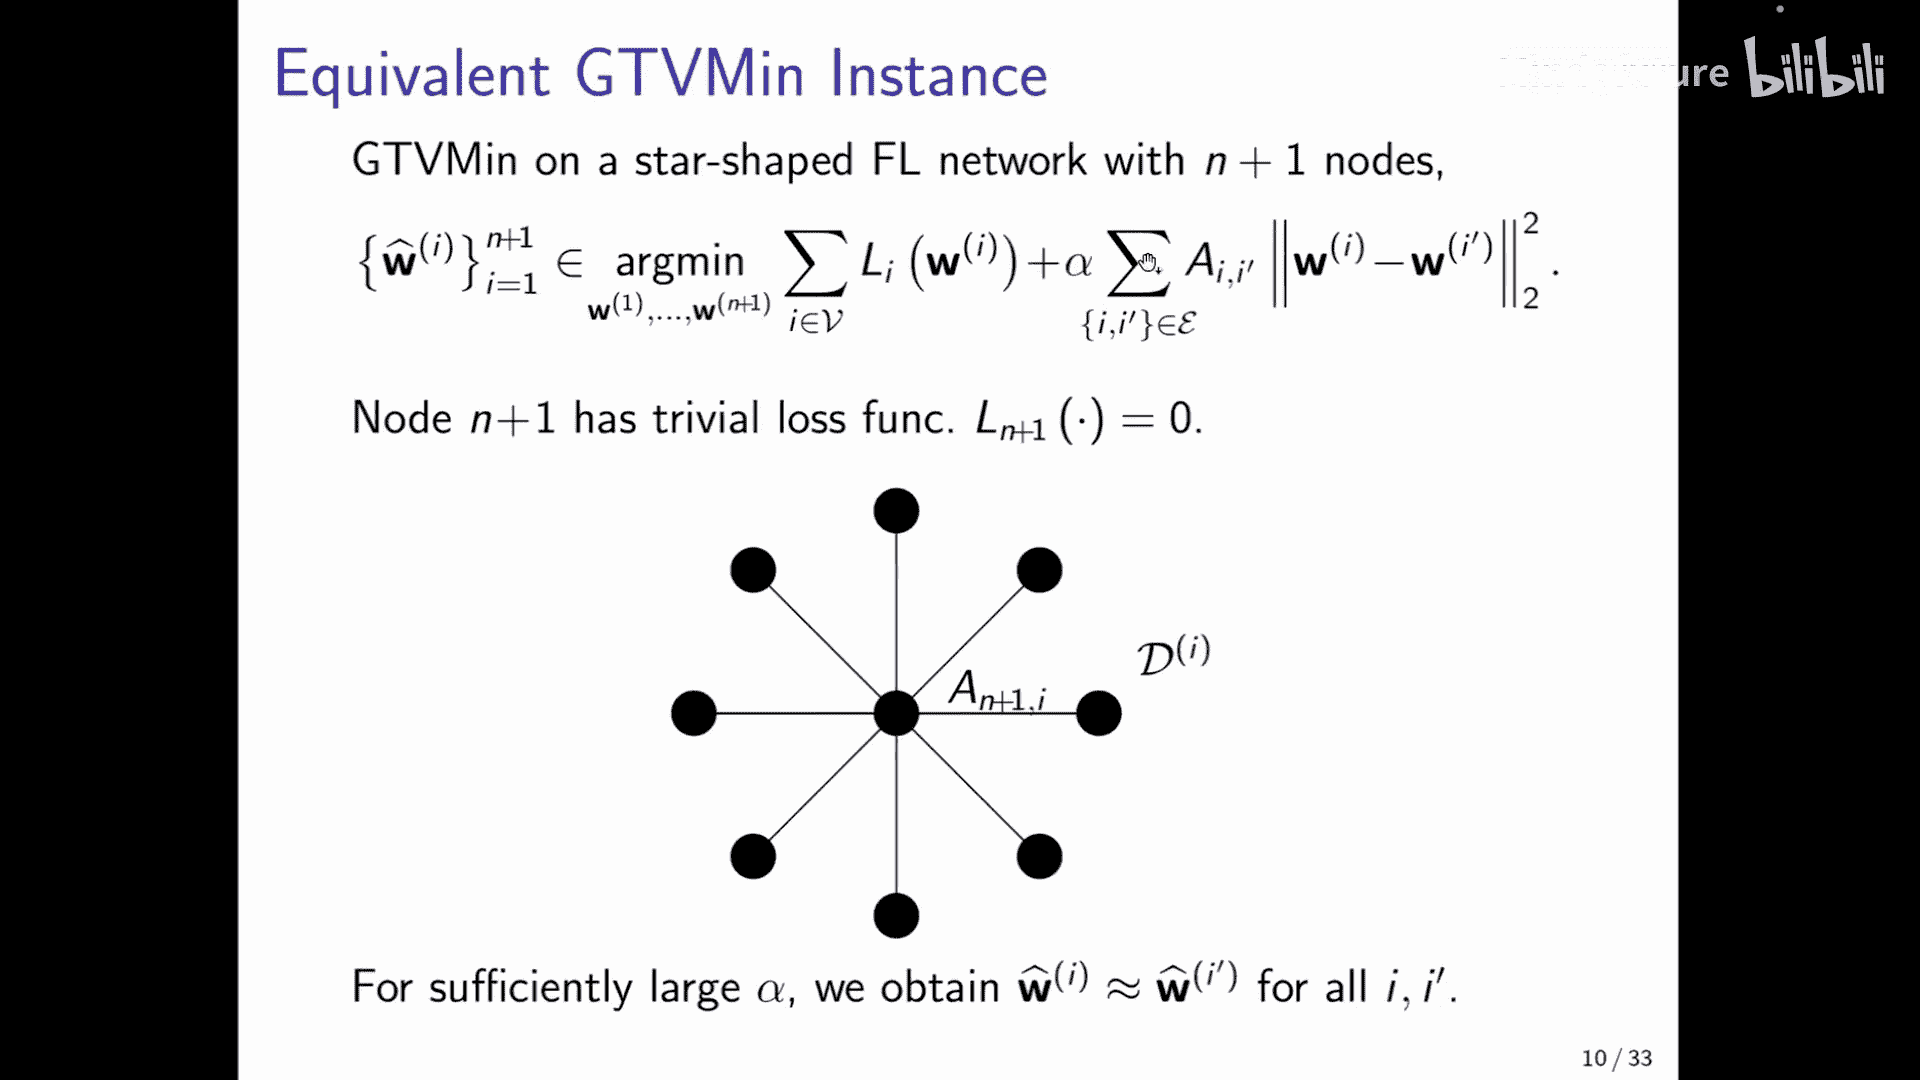 Equivalent GTVMin Instance
ure bilibili
GTVMin on a star-shaped FL network with n + 1 nodes,
{ŵ^(i)}_{i=1}^{n+1} ∈ argmin_{w^(1),...,w^(n+1)} ∑_{i∈𝒱} L_i (w^(i)) + α ∑_{{i,i′}∈ℰ} A_{i,i′} ‖w^(i) − w^(i′)‖_2^2 .
Node n+1 has trivial loss func. L_{n+1} (·) = 0.
𝒟^(i)
A_{n+1,i}
For sufficiently large α, we obtain ŵ^(i) ≈ ŵ^(i′) for all i, i′.
10 / 33